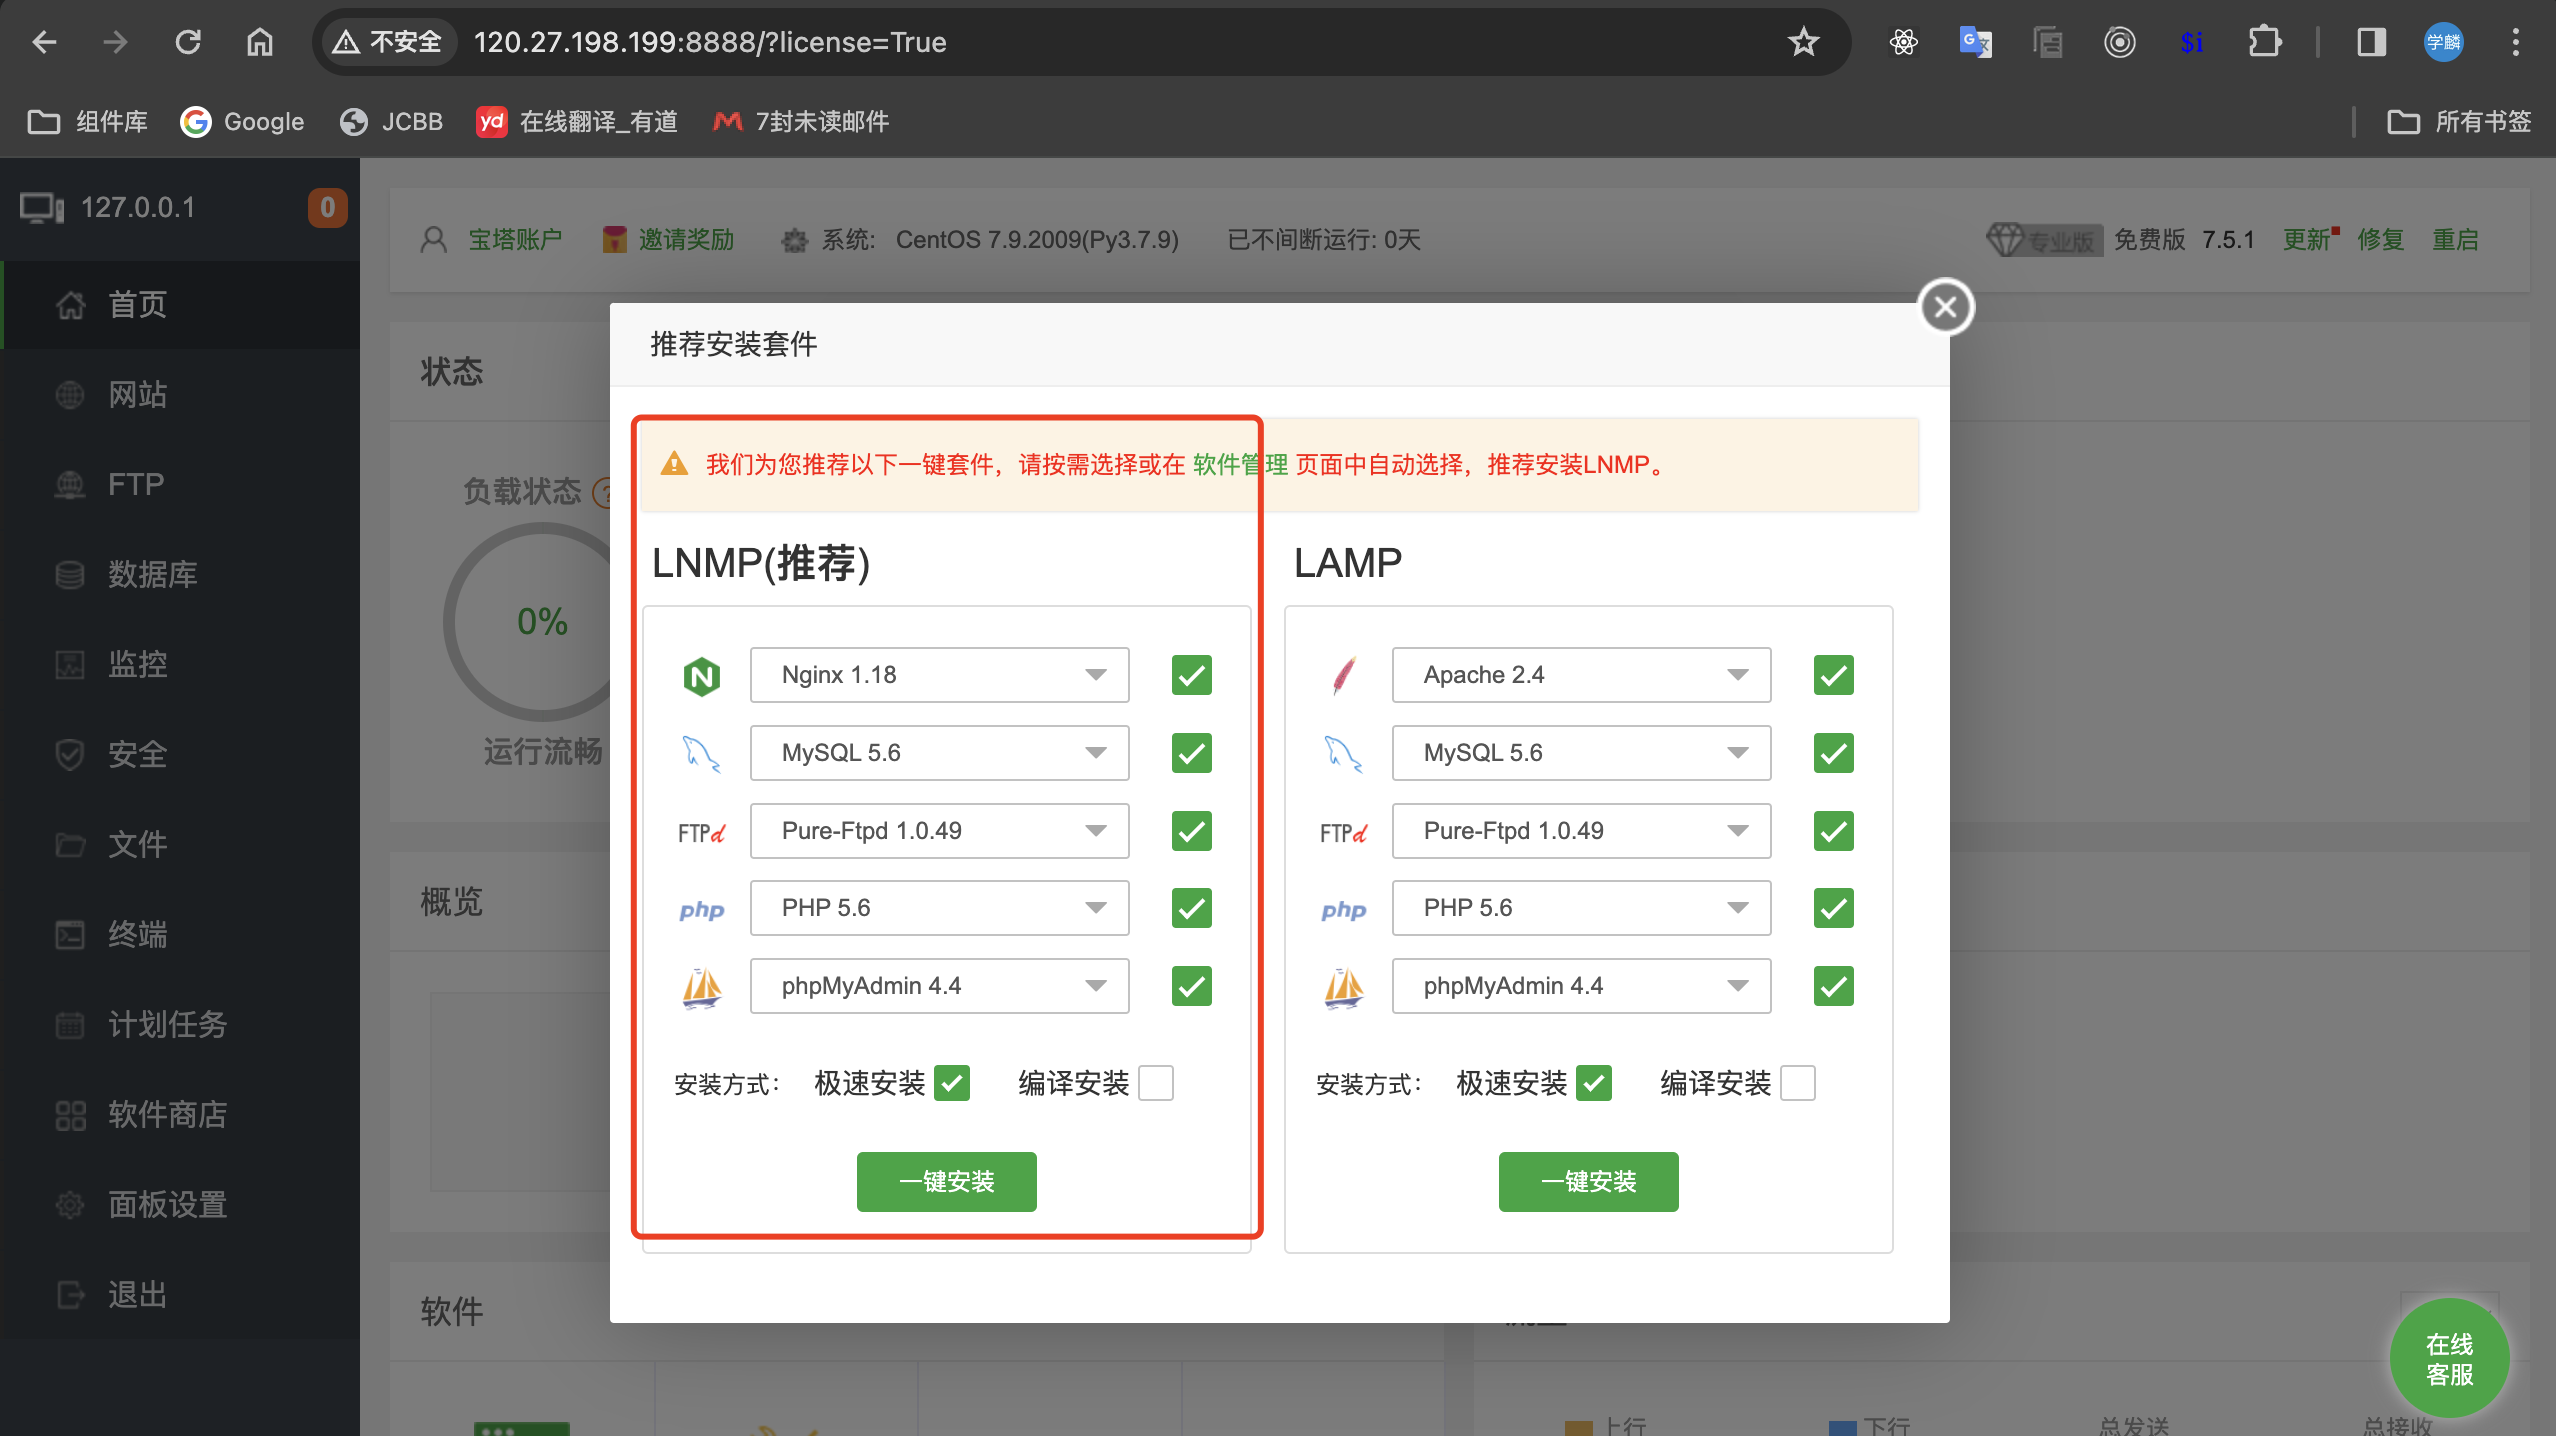 不安全 120.27.198.199:8888/?license=True
$i
学麟
组件库 Google JCBB yd 在线翻译_有道 7封未读邮件 所有书签
127.0.0.1 0
宝塔账户 邀请奖励 系统: CentOS 7.9.2009(Py3.7.9) 已不间断运行: 0天 专业版 免费版 7.5.1 更新 修复 重启
首页
网站
FTP
数据库
监控
安全
文件
终端
计划任务
软件商店
面板设置
退出
状态
负载状态
0%
运行流畅
概览
软件
推荐安装套件
我们为您推荐以下一键套件，请按需选择或在 软件管理 页面中自动选择，推荐安装LNMP。
LNMP(推荐)
Nginx 1.18
MySQL 5.6
FTPd Pure-Ftpd 1.0.49
php PHP 5.6
phpMyAdmin 4.4
安装方式： 极速安装 编译安装
一键安装
LAMP
Apache 2.4
MySQL 5.6
FTPd Pure-Ftpd 1.0.49
php PHP 5.6
phpMyAdmin 4.4
安装方式： 极速安装 编译安装
一键安装
在线
客服
上行 下行 总发送 总接收